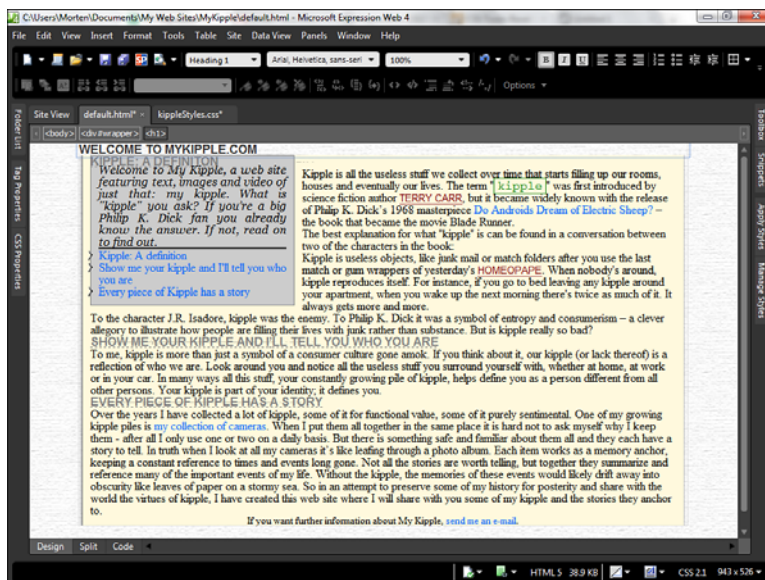 C:\Users\Morten\Documents\My Web Sites\MyKipple\default.html - Microsoft Expression Web 4
File Edit View Insert Format Tools Table Site Data View Panels Window Help
Heading 1 Arial, Helvetica, sans-seri 100% B I U
Options
Site View default.html* × kippleStyles.css*
<body> <div#wrapper> <h1>
Folder List
Tag Properties
CSS Properties
Toolbox
Snippets
Apply Styles
Manage Styles
WELCOME TO MYKIPPLE.COM
KIPPLE: A DEFINITON
Welcome to My Kipple, a web site
featuring text, images and video of
just that: my kipple. What is
"kipple" you ask? If you're a big
Philip K. Dick fan you already
know the answer. If not, read on
to find out.
Kipple: A definition
Show me your kipple and I'll tell you who
you are
Every piece of Kipple has a story
Kipple is all the useless stuff we collect over time that starts filling up our rooms,
houses and eventually our lives. The term "kipple" was first introduced by
science fiction author TERRY CARR, but it became widely known with the release
of Philip K. Dick's 1968 masterpiece Do Androids Dream of Electric Sheep? –
the book that became the movie Blade Runner.
The best explanation for what "kipple" is can be found in a conversation between
two of the characters in the book:
Kipple is useless objects, like junk mail or match folders after you use the last
match or gum wrappers of yesterday's HOMEOPAPE. When nobody's around,
kipple reproduces itself. For instance, if you go to bed leaving any kipple around
your apartment, when you wake up the next morning there's twice as much of it. It
always gets more and more.
To the character J.R. Isadore, kipple was the enemy. To Philip K. Dick it was a symbol of entropy and consumerism – a clever
allegory to illustrate how people are filling their lives with junk rather than substance. But is kipple really so bad?
SHOW ME YOUR KIPPLE AND I'LL TELL YOU WHO YOU ARE
To me, kipple is more than just a symbol of a consumer culture gone amok. If you think about it, our kipple (or lack thereof) is a
reflection of who we are. Look around you and notice all the useless stuff you surround yourself with, whether at home, at work
or in your car. In many ways all this stuff, your constantly growing pile of kipple, helps define you as a person different from all
other persons. Your kipple is part of your identity; it defines you.
EVERY PIECE OF KIPPLE HAS A STORY
Over the years I have collected a lot of kipple, some of it for functional value, some of it purely sentimental. One of my growing
kipple piles is my collection of cameras. When I put them all together in the same place it is hard not to ask myself why I keep
them - after all I only use one or two on a daily basis. But there is something safe and familiar about them all and they each have a
story to tell. In truth when I look at all my cameras it's like leafing through a photo album. Each item works as a memory anchor,
keeping a constant reference to times and events long gone. Not all the stories are worth telling, but together they summarize and
reference many of the important events of my life. Without the kipple, the memories of these events would likely drift away into
obscurity like leaves of paper on a stormy sea. So in an attempt to preserve some of my history for posterity and share with the
world the virtues of kipple, I have created this web site where I will share with you some of my kipple and the stories they anchor
to.
If you want further information about My Kipple, send me an e-mail.
Design Split Code
HTML 5 38.9 KB CSS 2.1 943 x 526